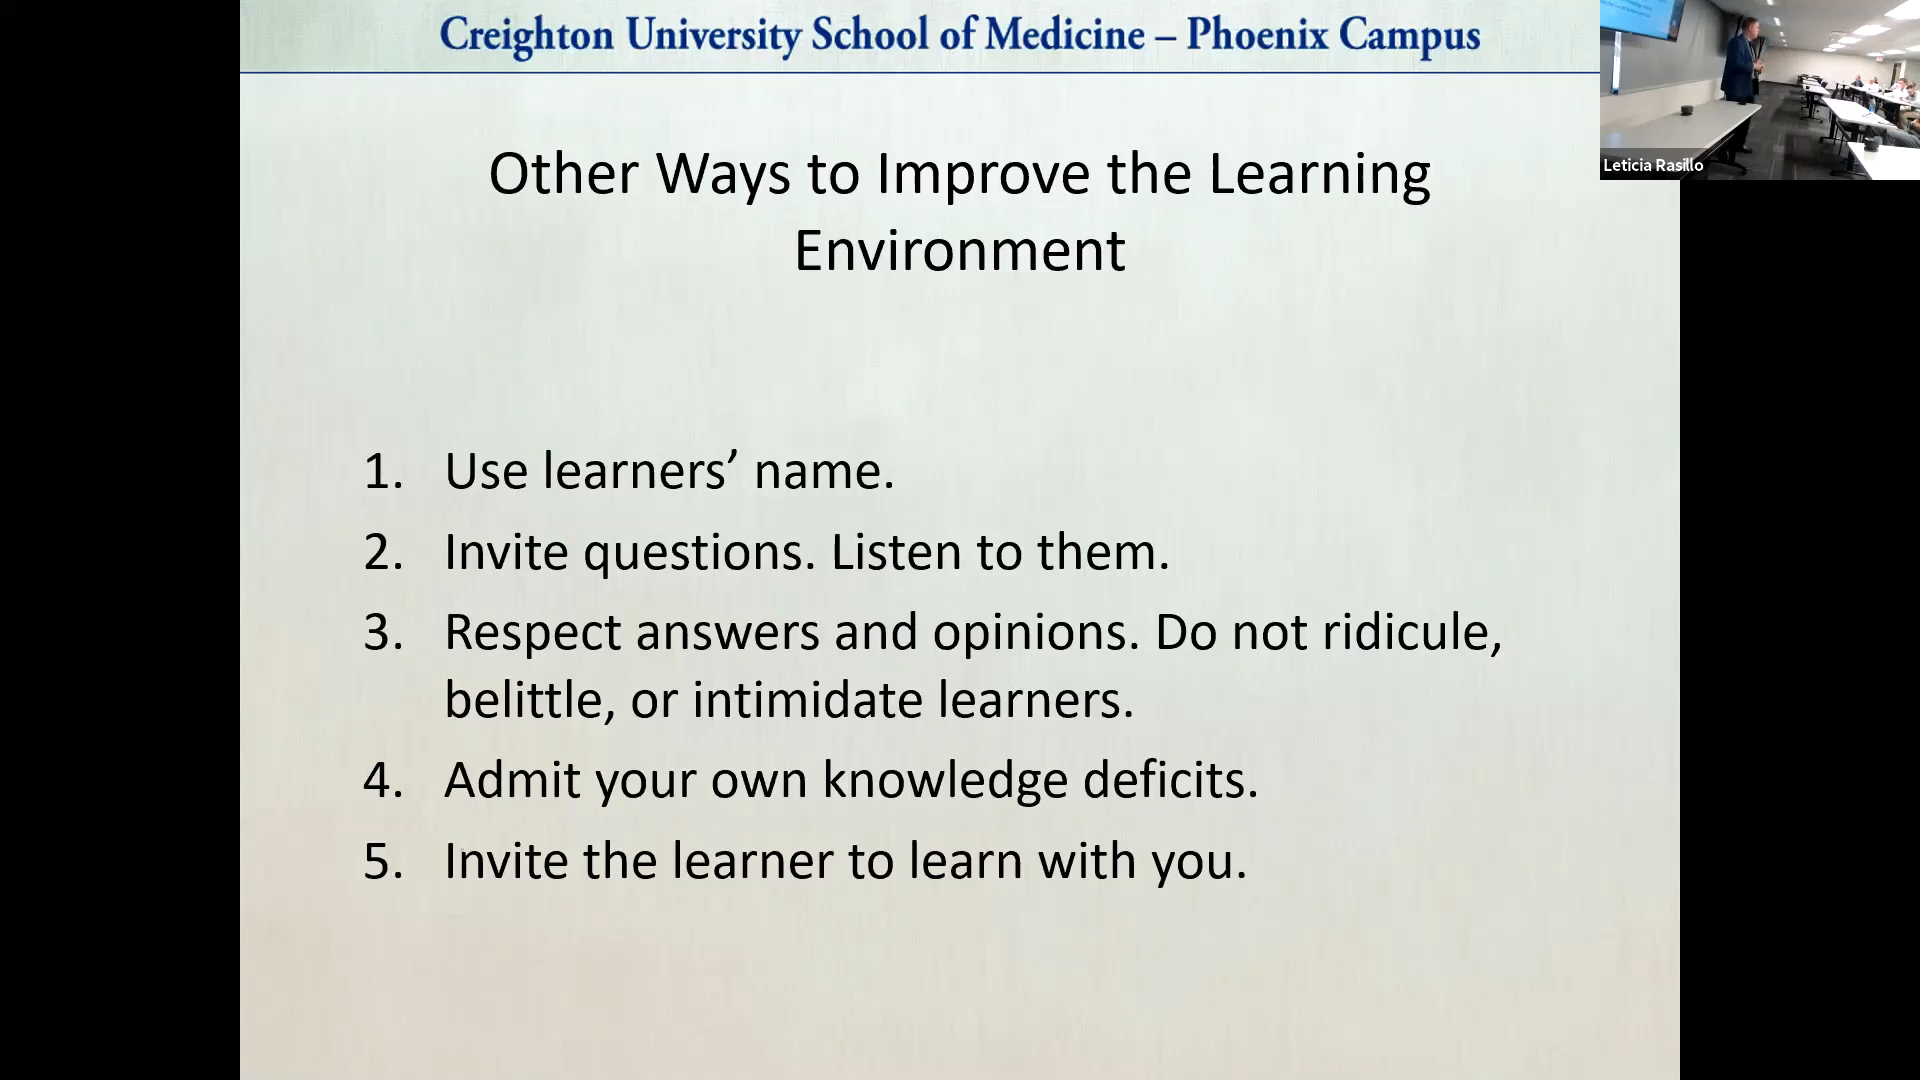 Creighton University School of Medicine – Phoenix Campus
Leticia Rasillo
Other Ways to Improve the Learning
Environment
1. Use learners’ name.
2. Invite questions. Listen to them.
3. Respect answers and opinions. Do not ridicule,
belittle, or intimidate learners.
4. Admit your own knowledge deficits.
5. Invite the learner to learn with you.